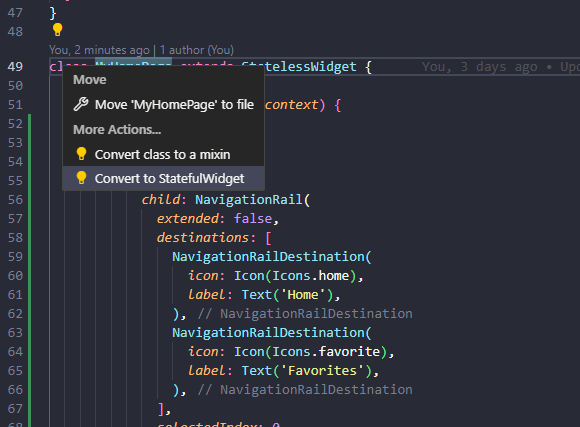 47 }
48
You, 2 minutes ago | 1 author (You)
49 class MyHomePage extends StatelessWidget { You, 3 days ago • Upd
50 Move
51 Move 'MyHomePage' to file context) {
52 More Actions...
53
54 Convert class to a mixin
55 Convert to StatefulWidget
56 child: NavigationRail(
57 extended: false,
58 destinations: [
59 NavigationRailDestination(
60 icon: Icon(Icons.home),
61 label: Text('Home'),
62 ), // NavigationRailDestination
63 NavigationRailDestination(
64 icon: Icon(Icons.favorite),
65 label: Text('Favorites'),
66 ), // NavigationRailDestination
67 ],
68 selectedIndex: 0